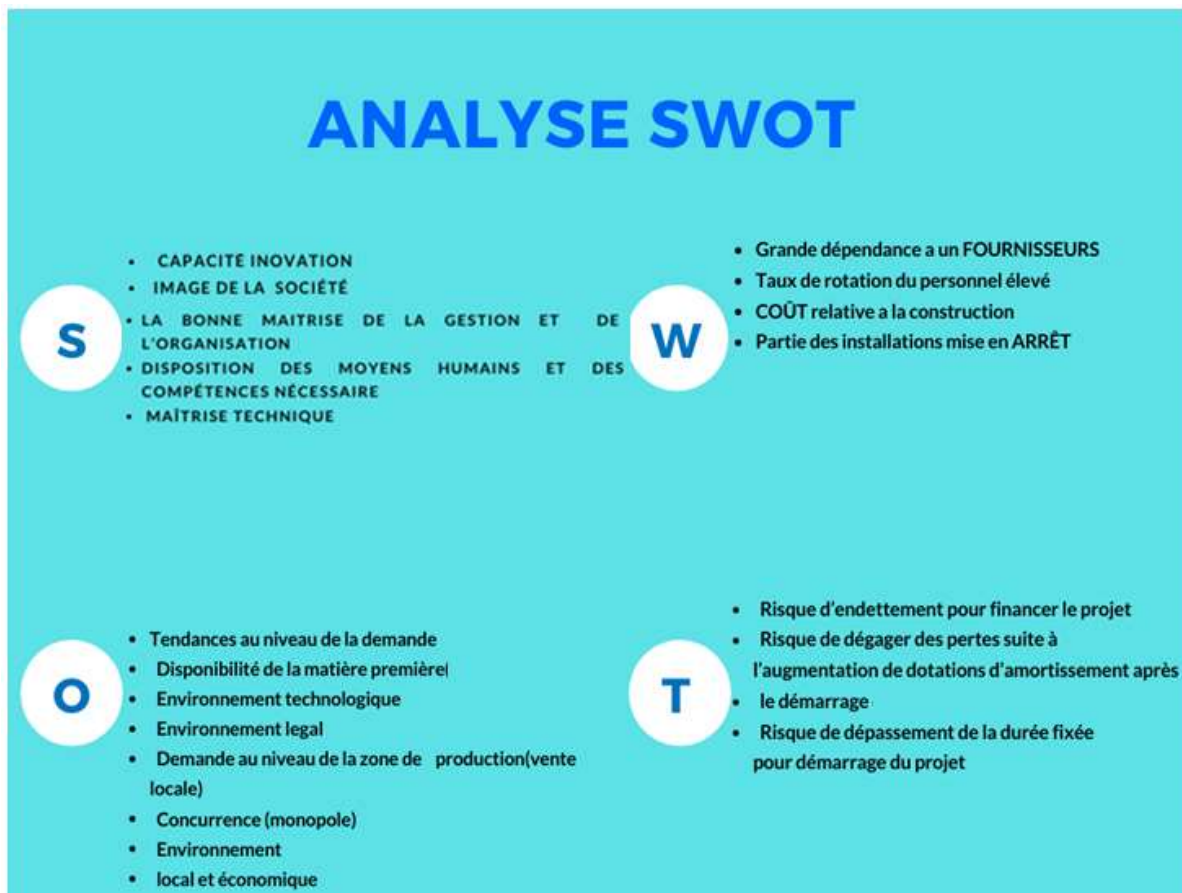 ANALYSE SWOT
S
• CAPACITÉ INOVATION
• IMAGE DE LA SOCIÉTÉ
• LA BONNE MAITRISE DE LA GESTION ET DE
L'ORGANISATION
• DISPOSITION DES MOYENS HUMAINS ET DES
COMPÉTENCES NÉCESSAIRE
• MAÎTRISE TECHNIQUE
W
• Grande dépendance a un FOURNISSEURS
• Taux de rotation du personnel élevé
• COÛT relative a la construction
• Partie des installations mise en ARRÊT
O
• Tendances au niveau de la demande
• Disponibilité de la matière première(
• Environnement technologique
• Environement legal
• Demande au niveau de la zone de production(vente
locale)
• Concurrence (monopole)
• Environement
• local et économique
T
• Risque d'endettement pour financer le projet
• Risque de dégager des pertes suite à
l'augmentation de dotations d'amortissement après
• le démarrage
• Risque de dépassement de la durée fixée
pour démarrage du projet